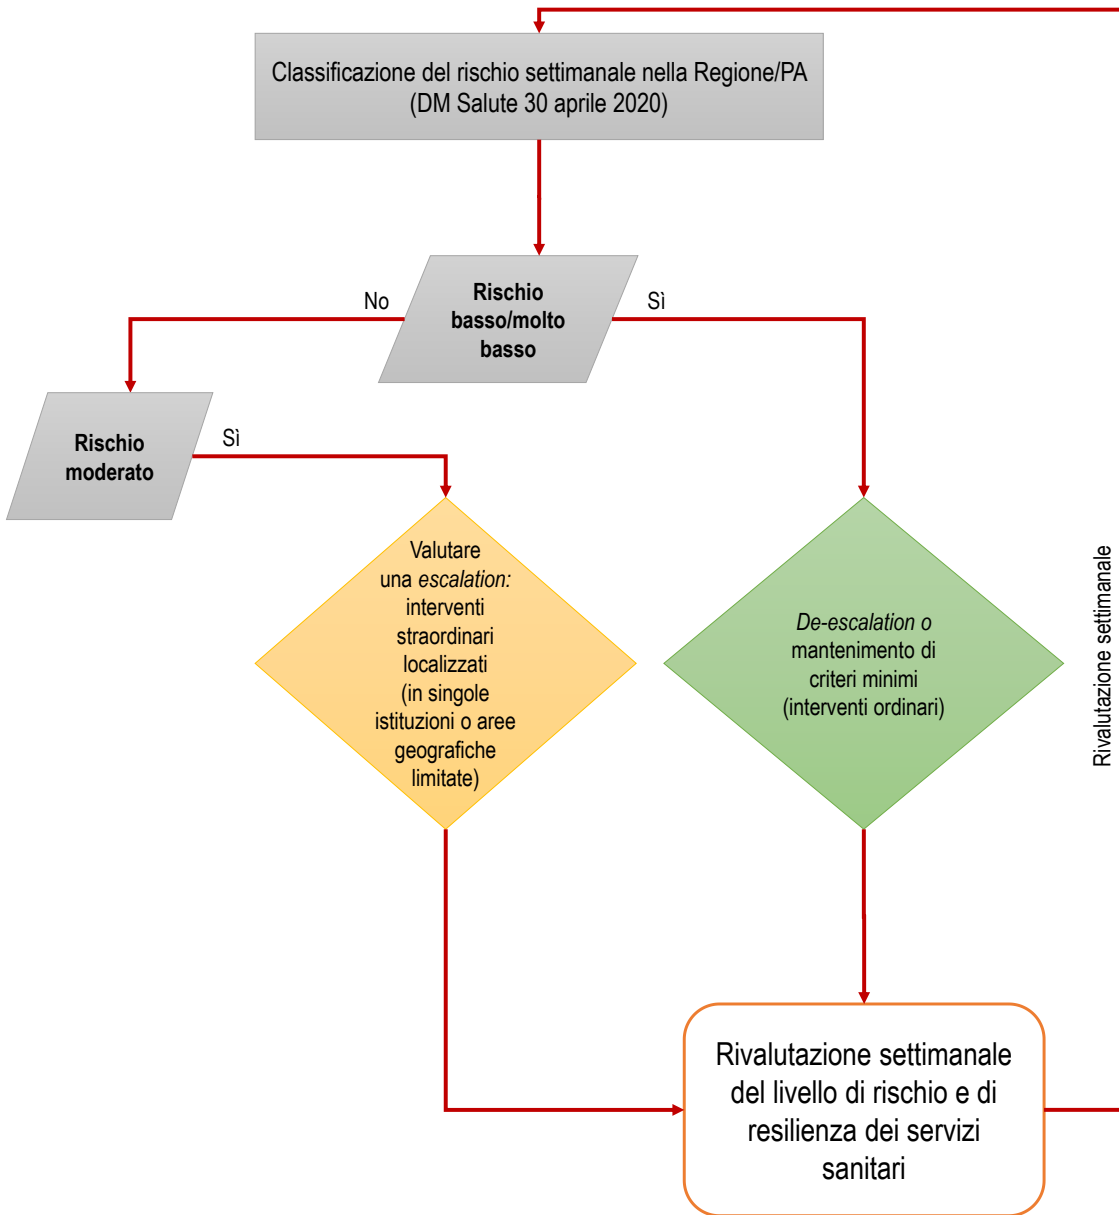 Classificazione del rischio settimanale nella Regione/PA
(DM Salute 30 aprile 2020)
No
Rischio
basso/molto
basso
Sì
Rischio
moderato
Sì
Valutare
una escalation:
interventi
straordinari
localizzati
(in singole
istituzioni o aree
geografiche
limitate)
De-escalation o
mantenimento di
criteri minimi
(interventi ordinari)
Rivalutazione settimanale
Rivalutazione settimanale
del livello di rischio e di
resilienza dei servizi
sanitari